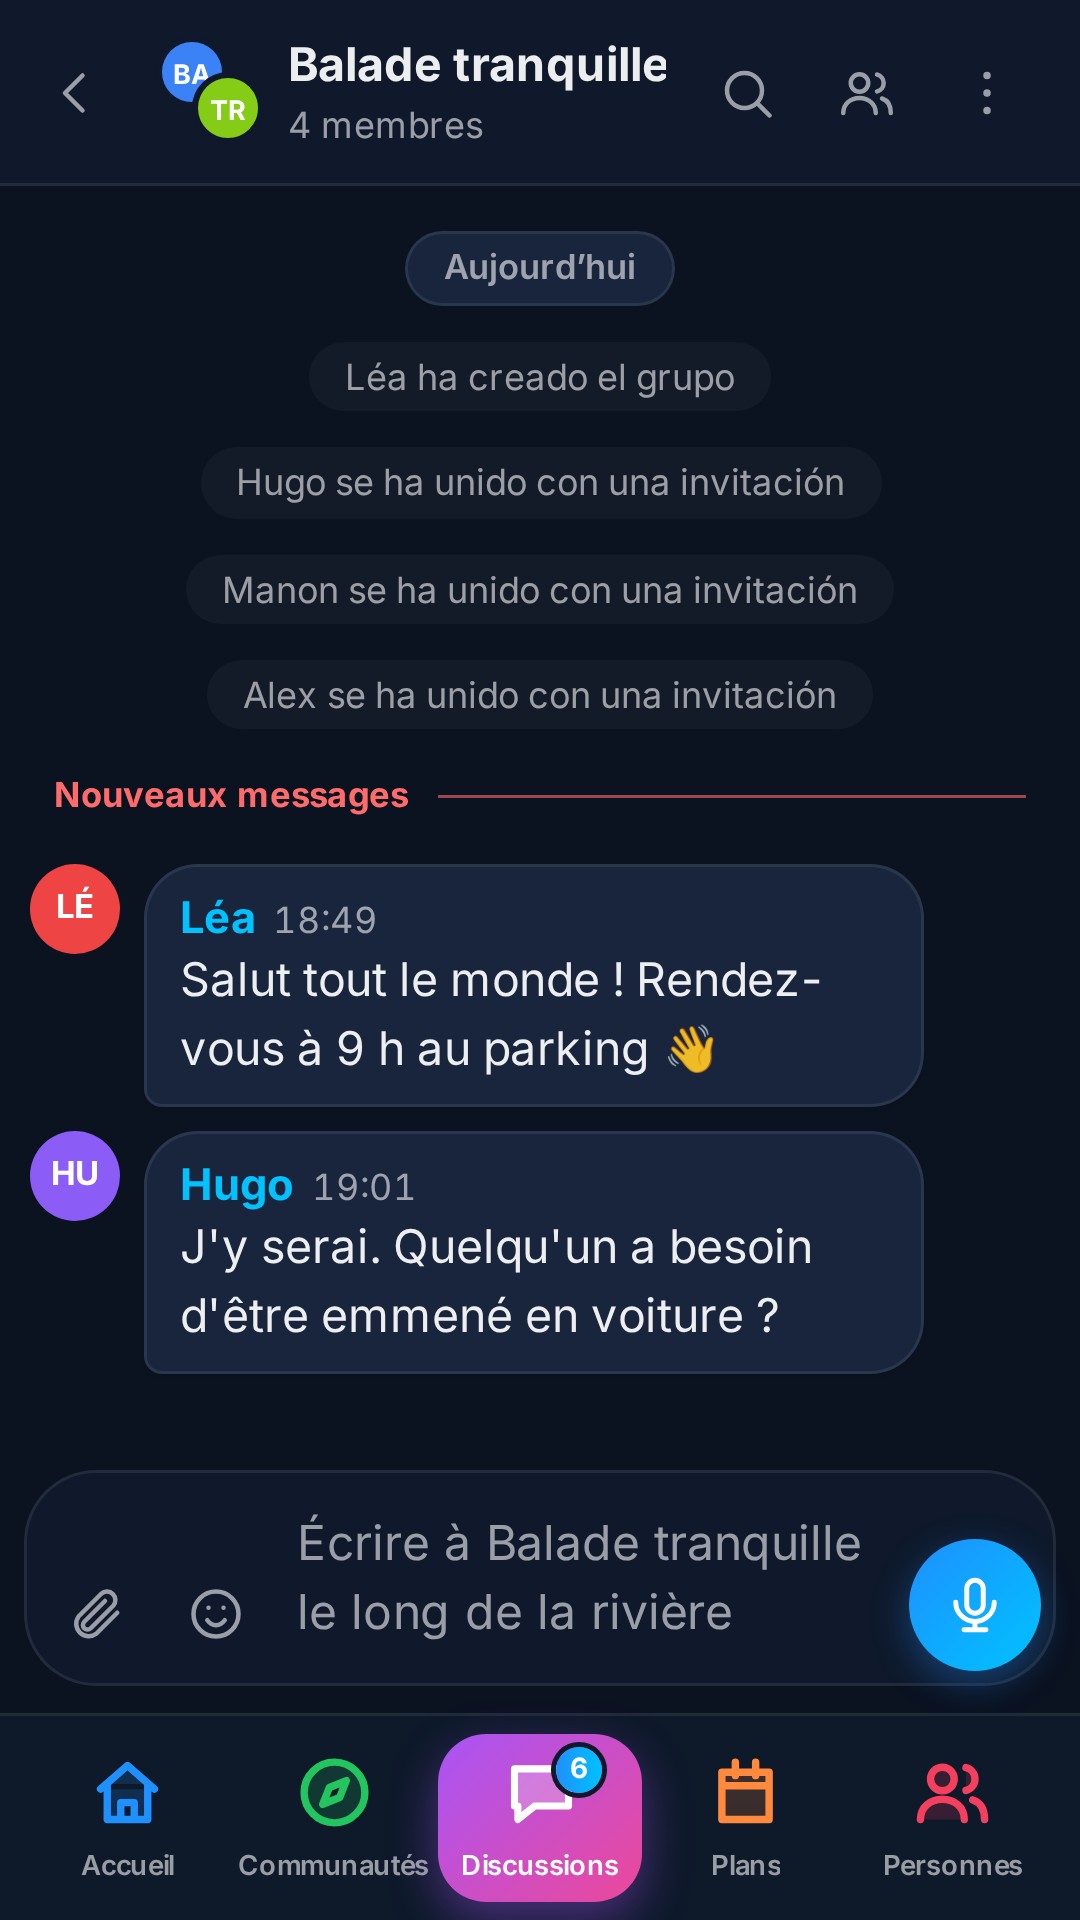 BA
TR
Balade tranquille
4 membres
Aujourd’hui
Léa ha creado el grupo
Hugo se ha unido con una invitación
Manon se ha unido con una invitación
Alex se ha unido con una invitación
Nouveaux messages
LÉ
Léa 18:49
Salut tout le monde ! Rendez-
vous à 9 h au parking 👋
HU
Hugo 19:01
J'y serai. Quelqu'un a besoin
d'être emmené en voiture ?
Écrire à Balade tranquille
le long de la rivière
6
Accueil Communautés Discussions Plans Personnes